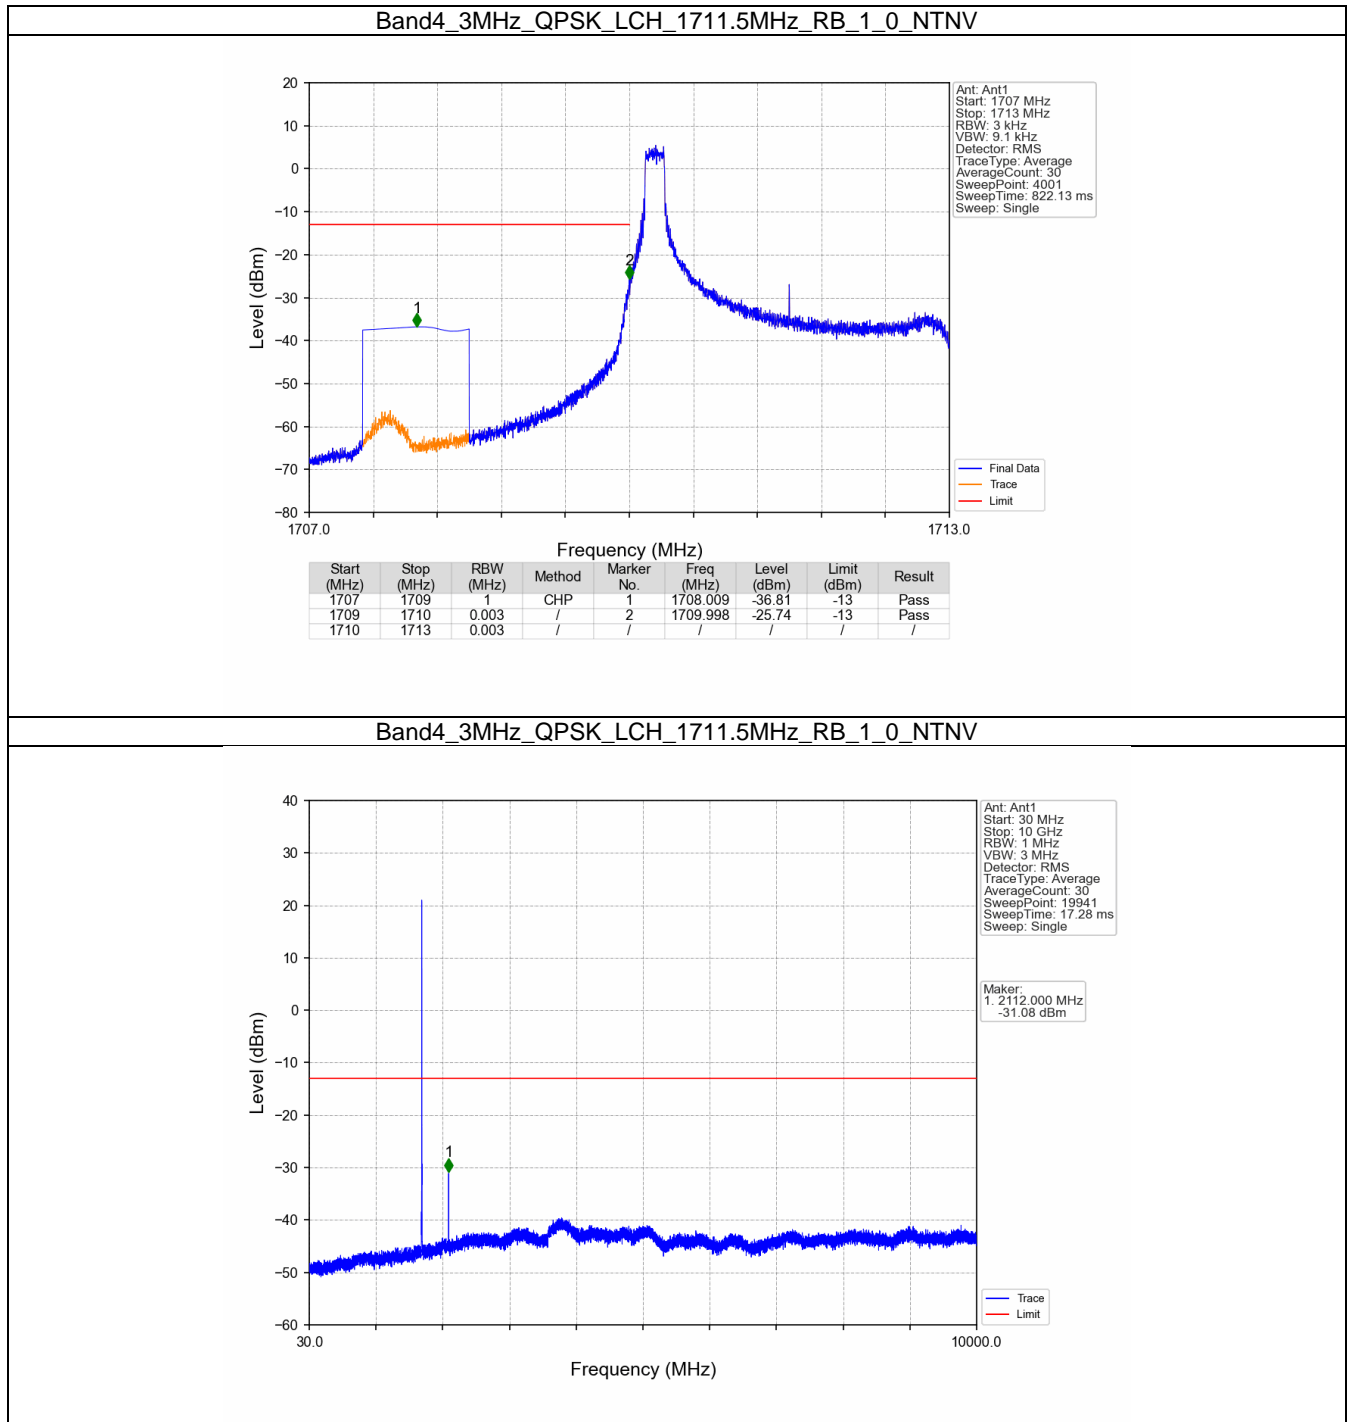 Band4_3MHz_QPSK_LCH_1711.5MHz_RB_1_0_NTNV
20
10
0
−10
−20
−30
−40
−50
−60
−70
−80
Level (dBm)
1
2
1707.0
1713.0
Frequency (MHz)
Ant: Ant1
Start: 1707 MHz
Stop: 1713 MHz
RBW: 3 kHz
VBW: 9.1 kHz
Detector: RMS
TraceType: Average
AverageCount: 30
SweepPoint: 4001
SweepTime: 822.13 ms
Sweep: Single
Final Data
Trace
Limit
Start (MHz) Stop (MHz) RBW (MHz) Method Marker No. Freq (MHz) Level (dBm) Limit (dBm) Result
1707 1709 1 CHP 1 1708.009 -36.81 -13 Pass
1709 1710 0.003 / 2 1709.998 -25.74 -13 Pass
1710 1713 0.003 / / / / / /
Band4_3MHz_QPSK_LCH_1711.5MHz_RB_1_0_NTNV
40
30
20
10
0
−10
−20
−30
−40
−50
−60
Level (dBm)
1
30.0
10000.0
Frequency (MHz)
Ant: Ant1
Start: 30 MHz
Stop: 10 GHz
RBW: 1 MHz
VBW: 3 MHz
Detector: RMS
TraceType: Average
AverageCount: 30
SweepPoint: 19941
SweepTime: 17.28 ms
Sweep: Single
Maker:
1. 2112.000 MHz
-31.08 dBm
Trace
Limit